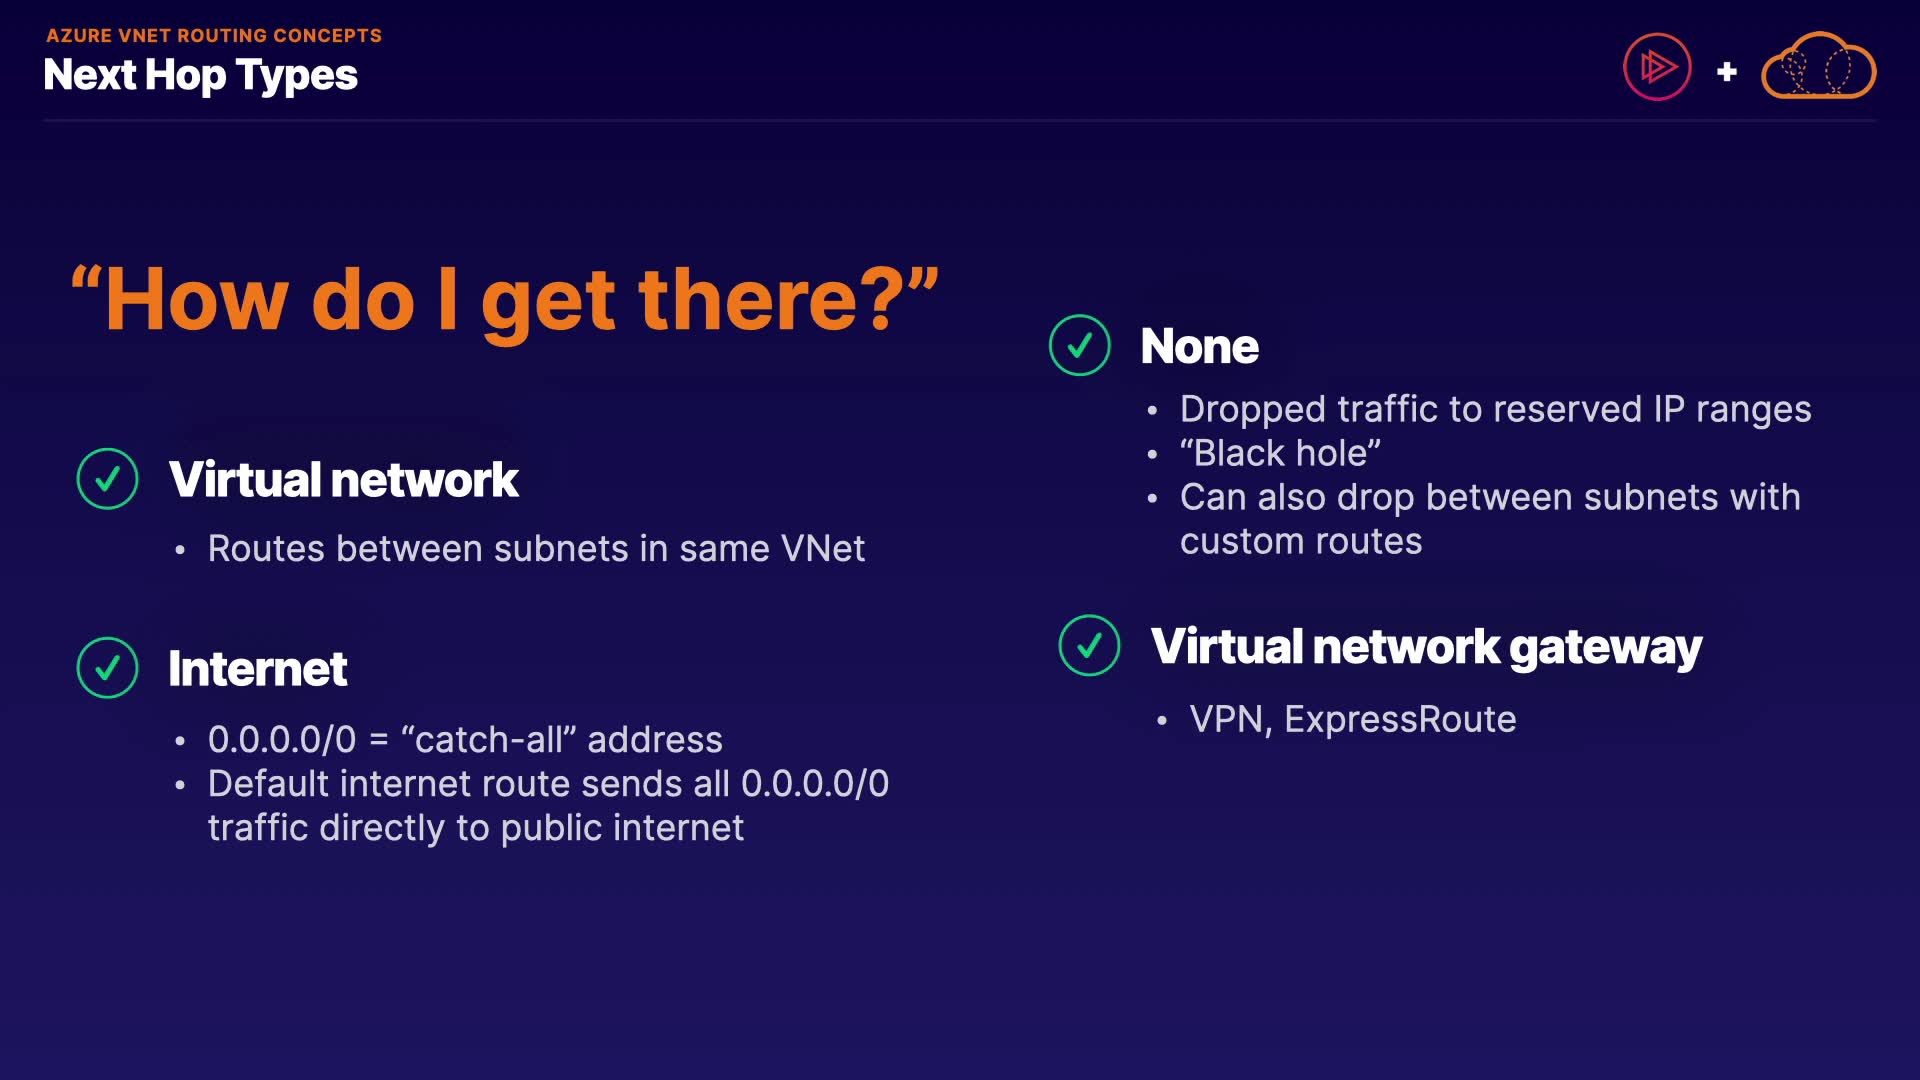 AZURE VNET ROUTING CONCEPTS
Next Hop Types
+
“How do I get there?”
Virtual network
• Routes between subnets in same VNet
Internet
• 0.0.0.0/0 = “catch-all” address
• Default internet route sends all 0.0.0.0/0
traffic directly to public internet
None
• Dropped traffic to reserved IP ranges
• “Black hole”
• Can also drop between subnets with
custom routes
Virtual network gateway
• VPN, ExpressRoute